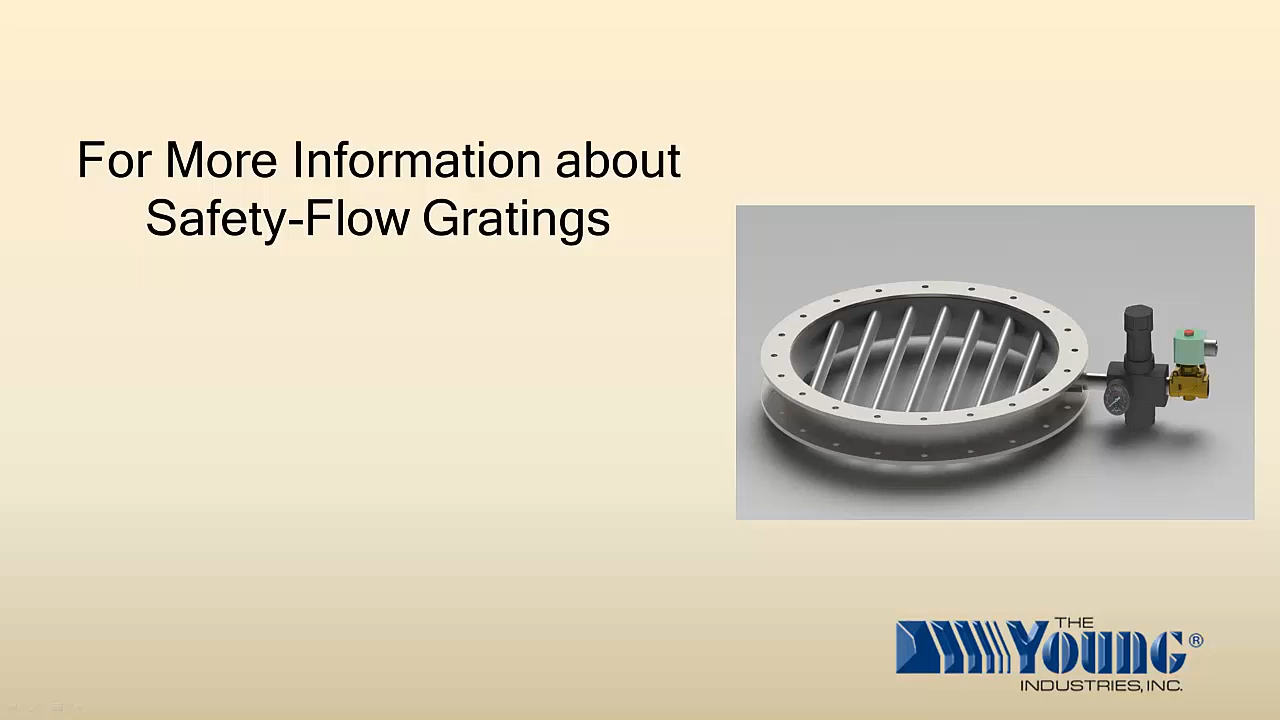 For More Information about
Safety-Flow Gratings
THE
YOUNG®
INDUSTRIES, INC.